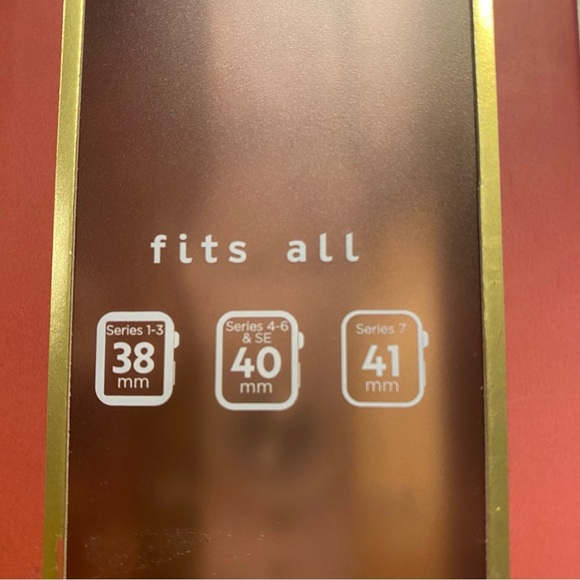 fits all
Series 1-3
38
mm
Series 4-6
& SE
40
mm
Series 7
41
mm